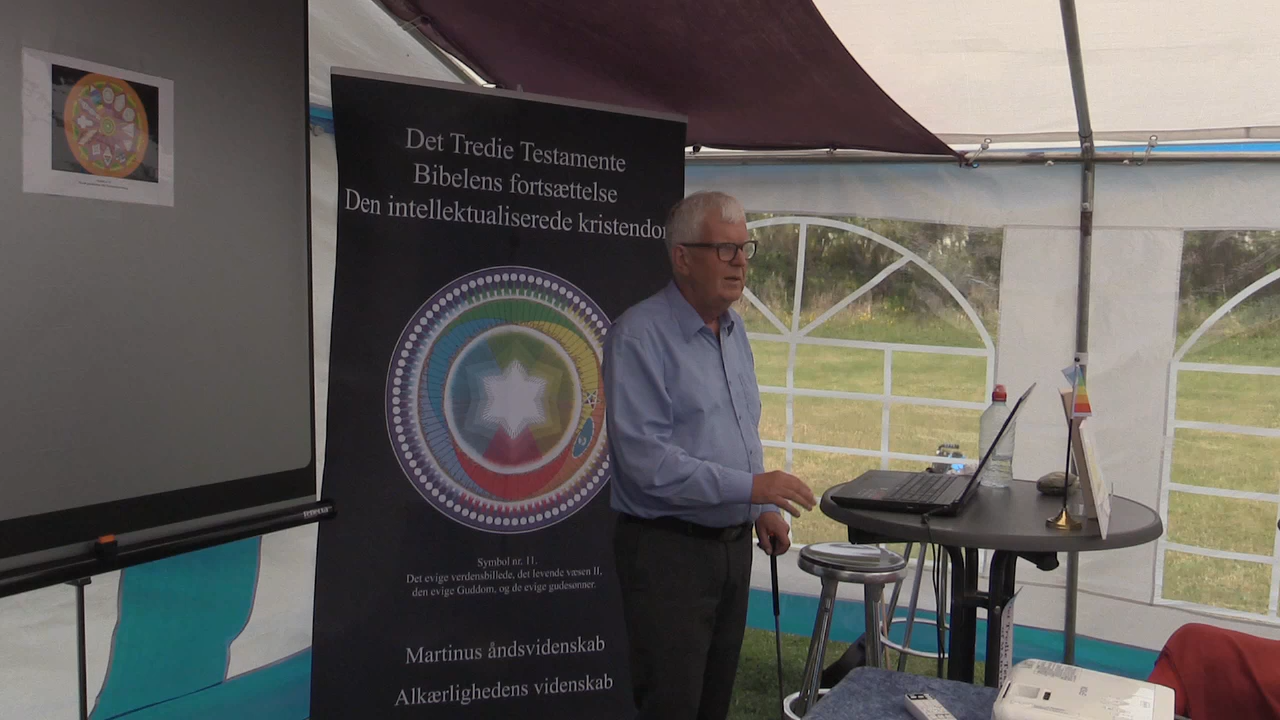 Det Tredie Testamente
Bibelens fortsættelse
Den intellektualiserede kristendo
Symbol nr. 11.
Det evige verdensbillede, det levende væsen II,
den evige Guddom, og de evige gudesønner.
Martinus åndsvidenskab
Alkærlighedens videnskab